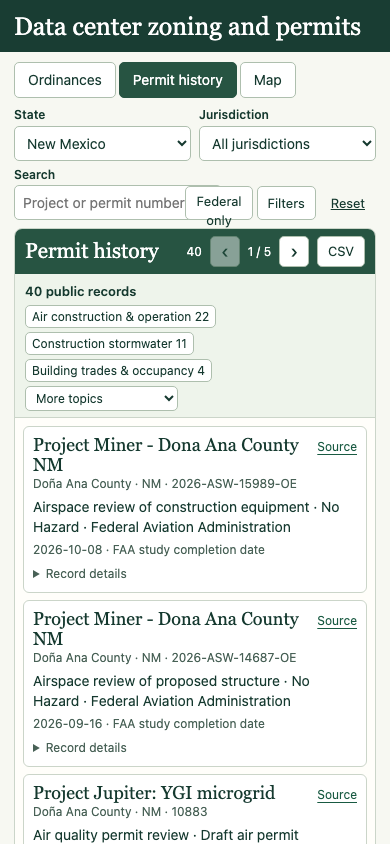 Data center zoning and permits
Ordinances
Permit history
Map
State
Jurisdiction
New Mexico
All jurisdictions
Search
Project or permit number
Federal
only
Filters
Reset
Permit history
40
‹
1 / 5
›
CSV
40 public records
Air construction & operation 22
Construction stormwater 11
Building trades & occupancy 4
More topics
Project Miner - Dona Ana County
NM
Source
Doña Ana County · NM · 2026-ASW-15989-OE
Airspace review of construction equipment · No
Hazard · Federal Aviation Administration
2026-10-08 · FAA study completion date
Record details
Project Miner - Dona Ana County
NM
Source
Doña Ana County · NM · 2026-ASW-14687-OE
Airspace review of proposed structure · No
Hazard · Federal Aviation Administration
2026-09-16 · FAA study completion date
Record details
Project Jupiter: YGI microgrid
Source
Doña Ana County · NM · 10883
Air quality permit review · Draft air permit